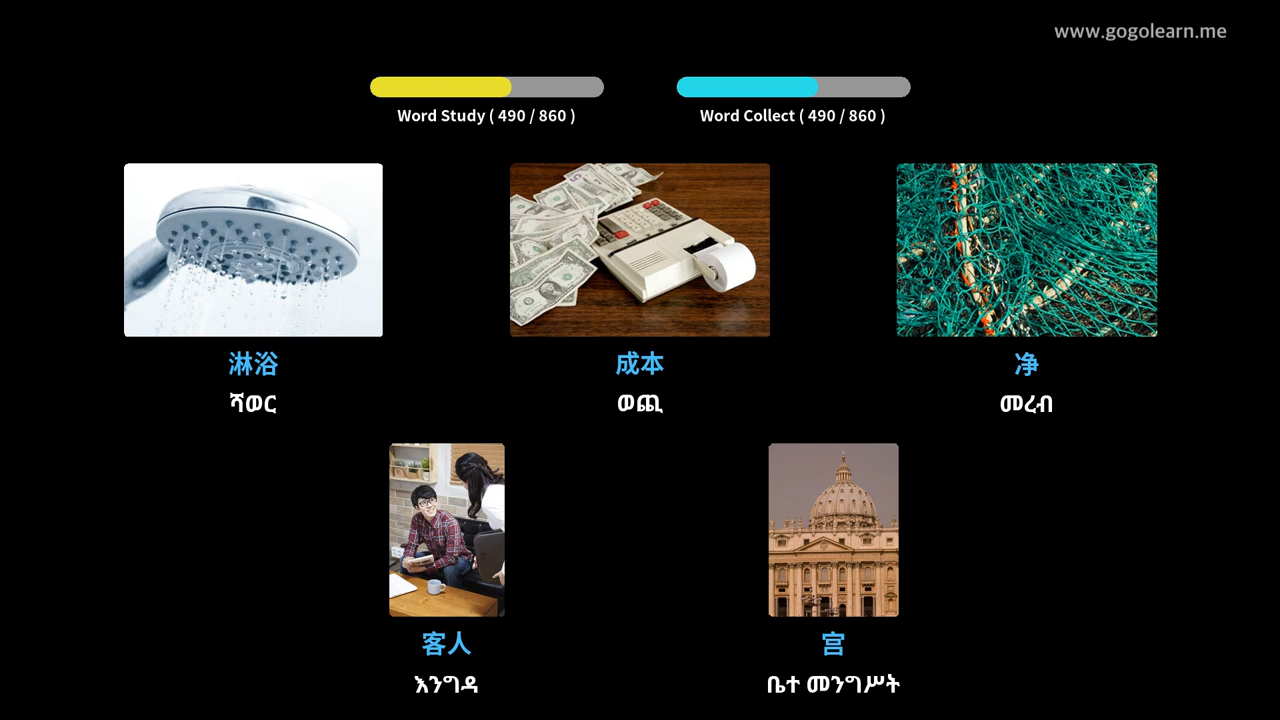 www.gogolearn.me
Word Study ( 490 / 860 )
Word Collect ( 490 / 860 )
淋浴
ሻወር
成本
ወጪ
净
መረብ
客人
እንግዳ
宫
ቤተ መንግሥት